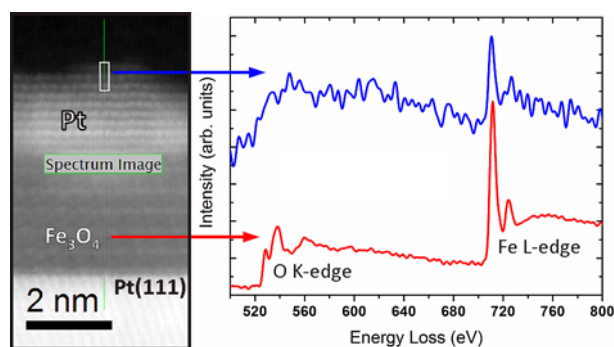 Pt
Spectrum Image
Fe₃O₄
Pt(111)
2 nm
Intensity (arb. units)
O K-edge
Fe L-edge
520 560 600 640 680 720 760 800
Energy Loss (eV)